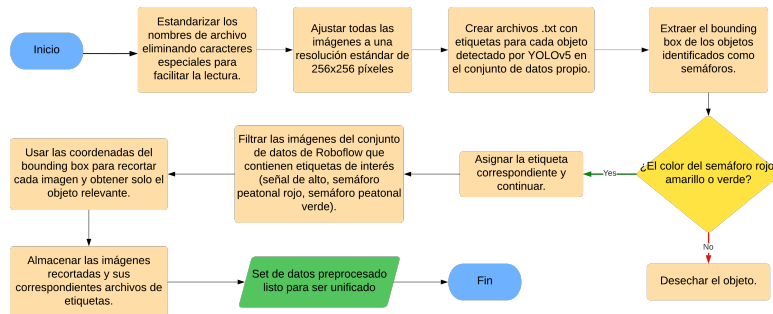 Inicio
Estandarizar los
nombres de archivo
eliminando caracteres
especiales para
facilitar la lectura.
Ajustar todas las
imágenes a una
resolución estándar de
256x256 píxeles
Crear archivos .txt con
etiquetas para cada objeto
detectado por YOLOv5 en
el conjunto de datos propio.
Extraer el bounding
box de los objetos
identificados como
semáforos.
¿El color del semáforo rojo
amarillo o verde?
Yes
No
Desechar el objeto.
Asignar la etiqueta
correspondiente y
continuar.
Filtrar las imágenes del conjunto
de datos de Roboflow que
contienen etiquetas de interés
(señal de alto, semáforo
peatonal rojo, semáforo peatonal
verde).
Usar las coordenadas del
bounding box para recortar
cada imagen y obtener solo el
objeto relevante.
Almacenar las imágenes
recortadas y sus
correspondientes archivos de
etiquetas.
Set de datos preprocesado
listo para ser unificado
Fin